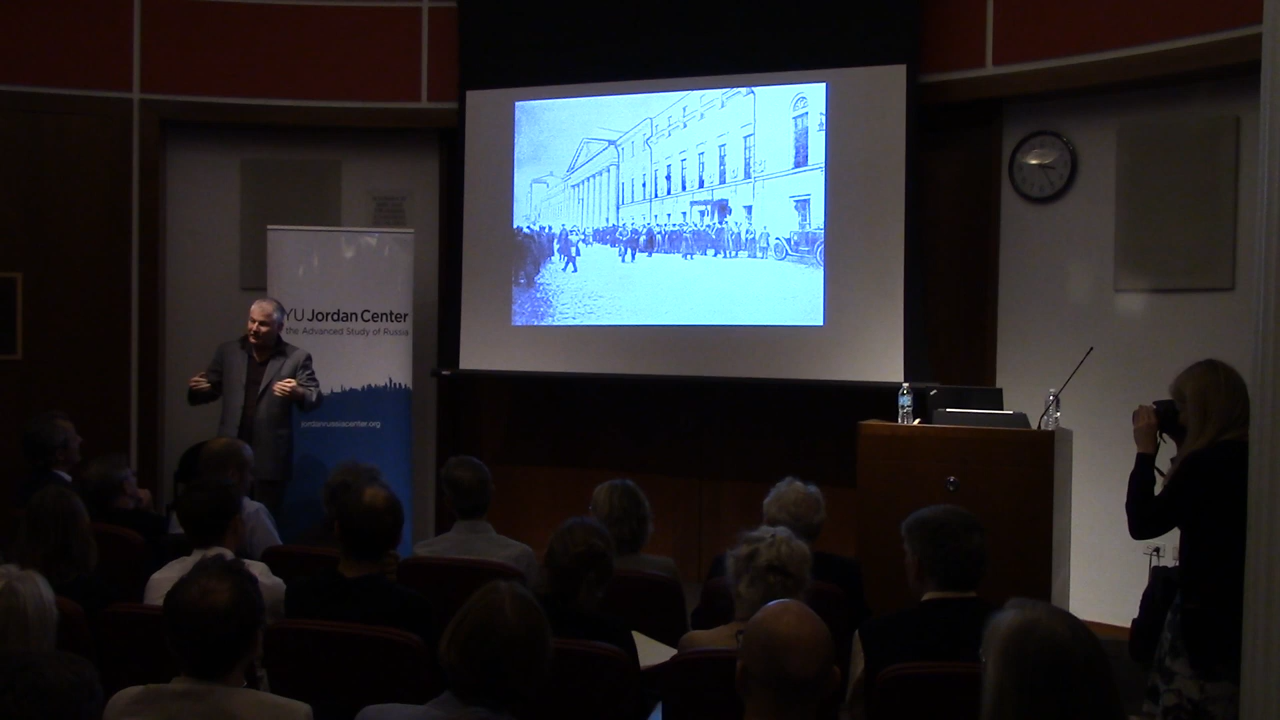 YU Jordan Center
the Advanced Study of Russia
jordanrussiacenter.org